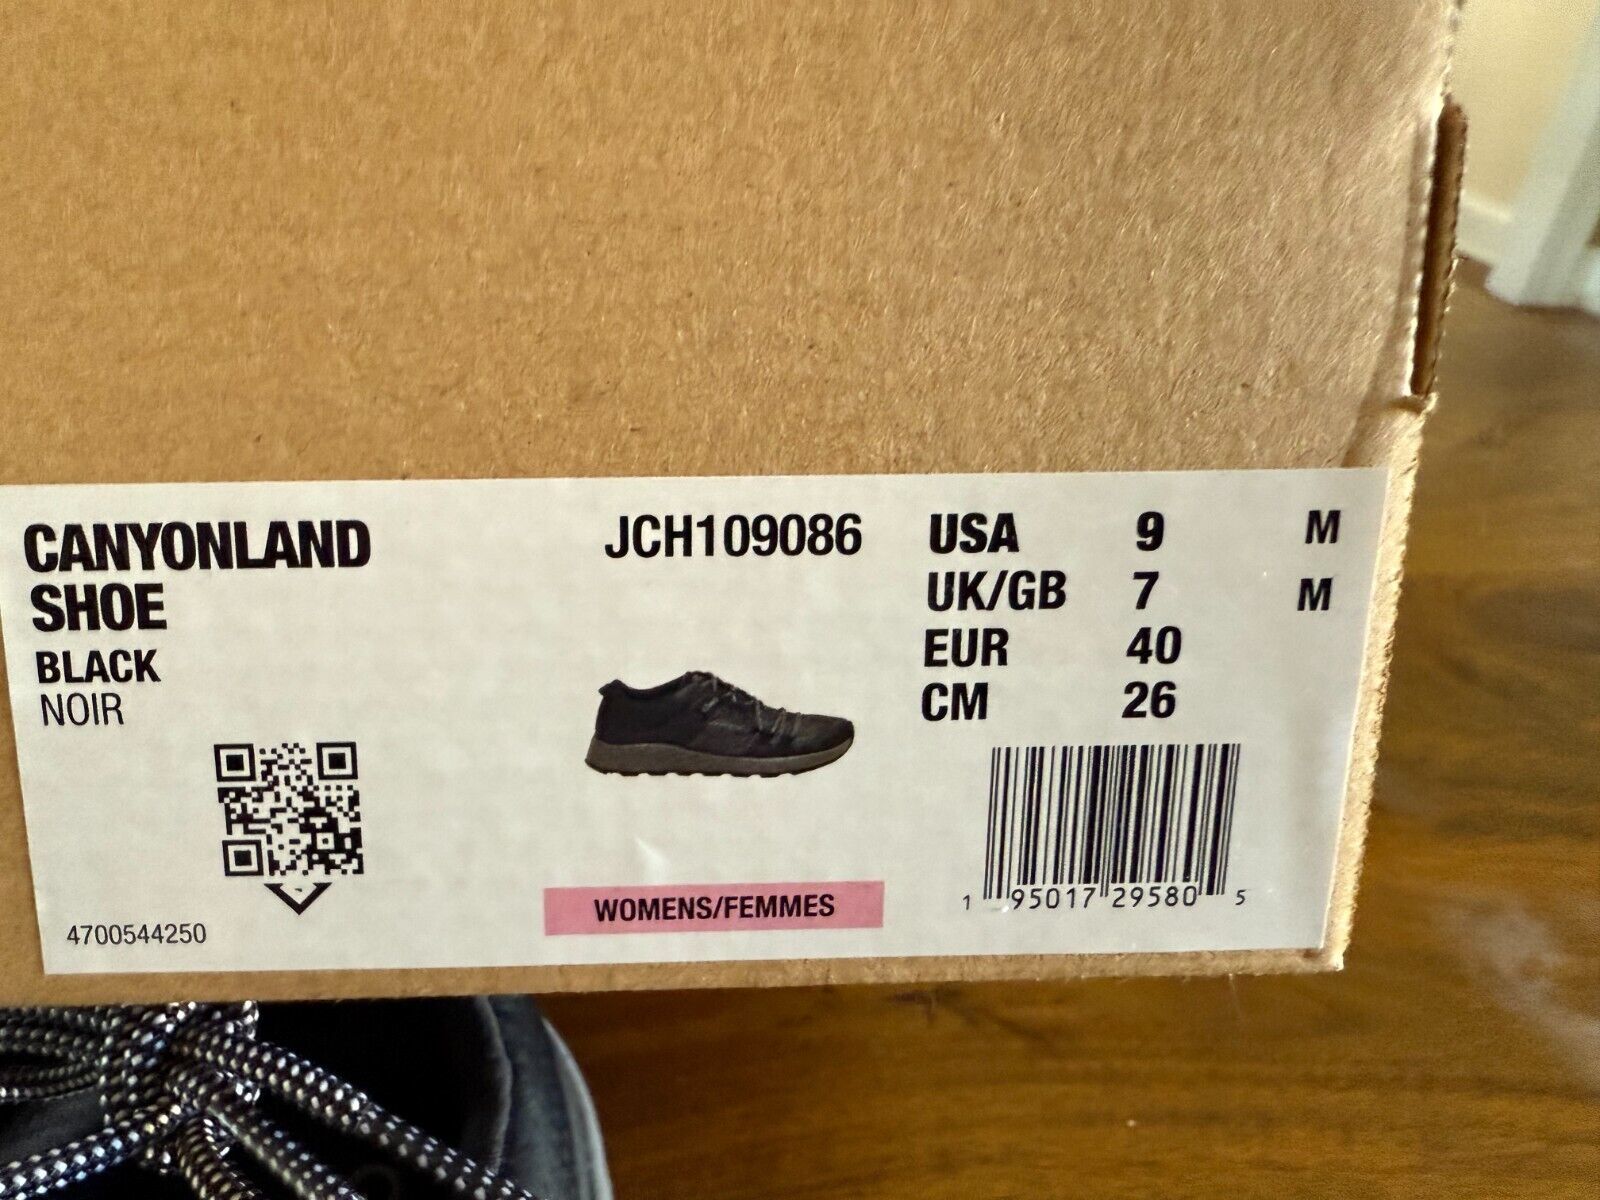 CANYONLAND
SHOE
BLACK
NOIR
4700544250
JCH109086
WOMENS/FEMMES
USA 9 M
UK/GB 7 M
EUR 40
CM 26
1 95017 29580 5